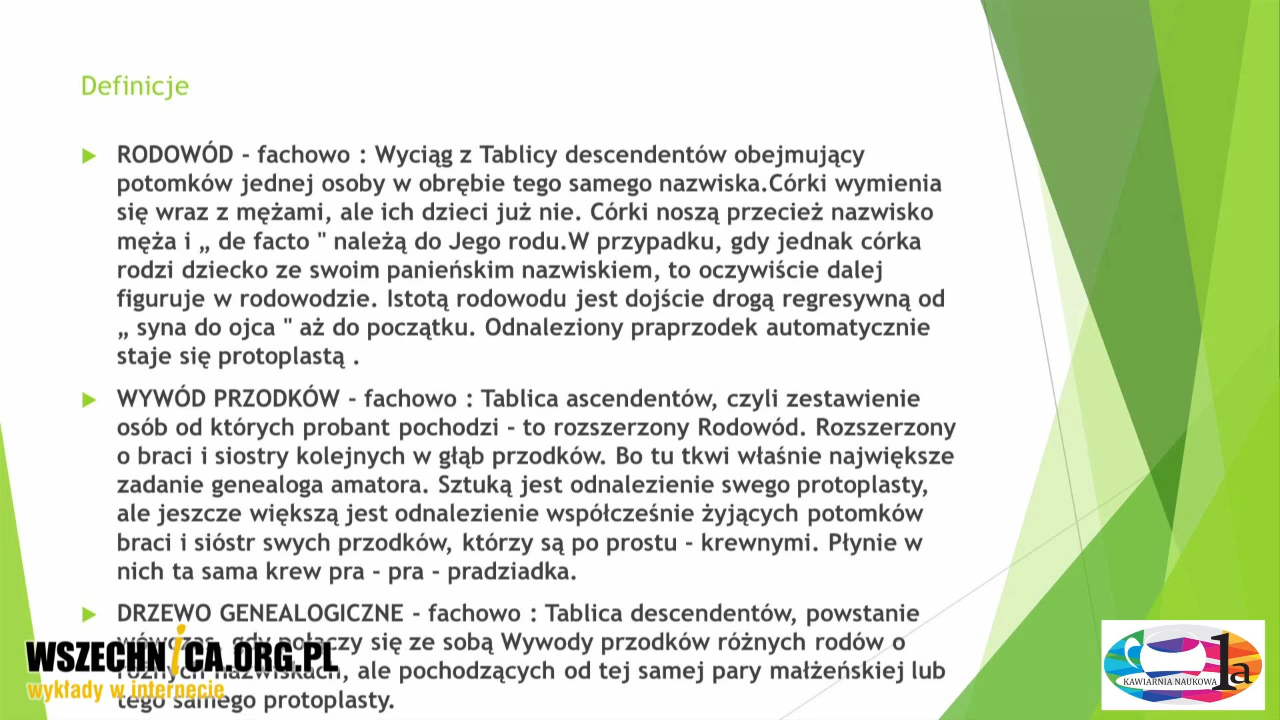 Definicje
RODOWÓD - fachowo : Wyciąg z Tablicy descendentów obejmujący
potomków jednej osoby w obrębie tego samego nazwiska.Córki wymienia
się wraz z mężami, ale ich dzieci już nie. Córki noszą przecież nazwisko
męża i „ de facto " należą do Jego rodu.W przypadku, gdy jednak córka
rodzi dziecko ze swoim panieńskim nazwiskiem, to oczywiście dalej
figuruje w rodowodzie. Istotą rodowodu jest dojście drogą regresywną od
„ syna do ojca " aż do początku. Odnaleziony praprzodek automatycznie
staje się protoplastą .
WYWÓD PRZODKÓW - fachowo : Tablica ascendentów, czyli zestawienie
osób od których probant pochodzi - to rozszerzony Rodowód. Rozszerzony
o braci i siostry kolejnych w głąb przodków. Bo tu tkwi właśnie największe
zadanie genealoga amatora. Sztuką jest odnalezienie swego protoplasty,
ale jeszcze większą jest odnalezienie współcześnie żyjących potomków
braci i sióstr swych przodków, którzy są po prostu - krewnymi. Płynie w
nich ta sama krew pra - pra - pradziadka.
DRZEWO GENEALOGICZNE - fachowo : Tablica descendentów, powstanie
wówczas, gdy połączy się ze sobą Wywody przodków różnych rodów o
różnych nazwiskach, ale pochodzących od tej samej pary małżeńskiej lub
tego samego protoplasty.
WSZECHNICA.ORG.PL
wykłady w internecie
KAWIARNIA NAUKOWA 1a